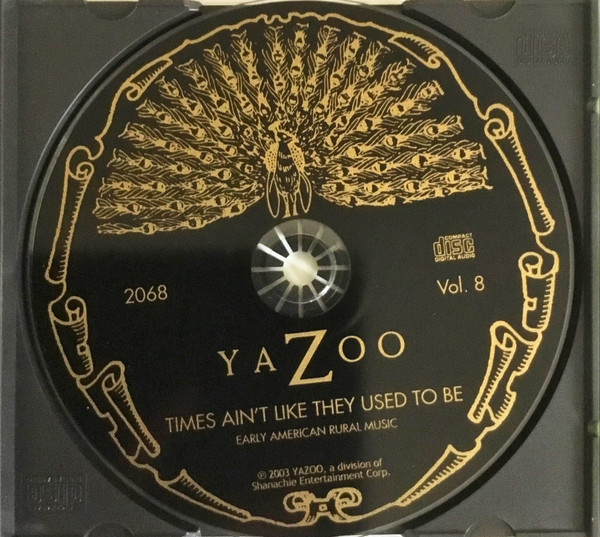 COMPACT
disc
DIGITAL AUDIO
2068
Vol. 8
YAZOO
TIMES AIN'T LIKE THEY USED TO BE
EARLY AMERICAN RURAL MUSIC
℗ 2003 YAZOO, a division of
Shanachie Entertainment Corp.